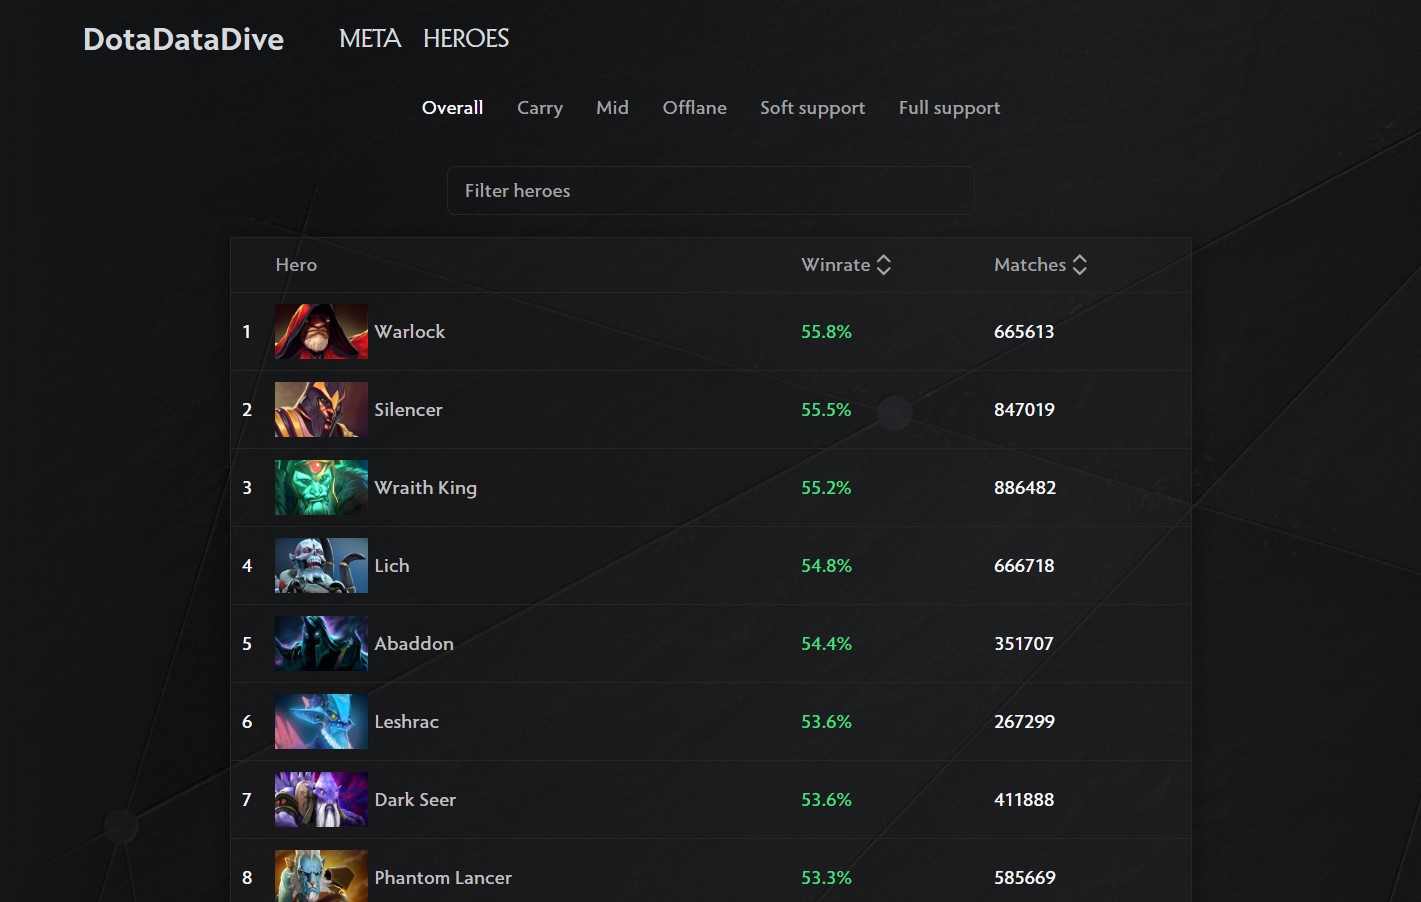 DotaDataDive META HEROES
Overall Carry Mid Offlane Soft support Full support
Filter heroes
Hero Winrate Matches
1 Warlock 55.8% 665613
2 Silencer 55.5% 847019
3 Wraith King 55.2% 886482
4 Lich 54.8% 666718
5 Abaddon 54.4% 351707
6 Leshrac 53.6% 267299
7 Dark Seer 53.6% 411888
8 Phantom Lancer 53.3% 585669